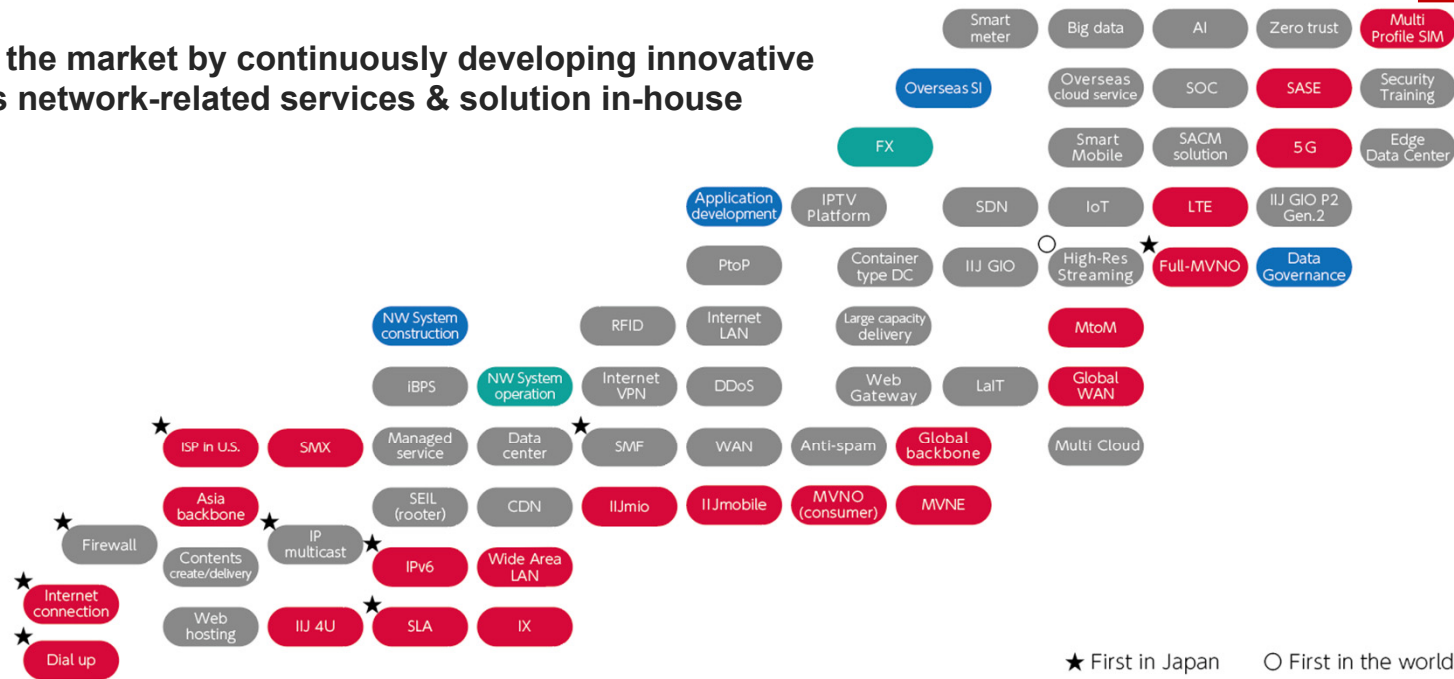 Smart
meter
Big data
AI
Zero trust
Multi
Profile SIM
the market by continuously developing innovative
s network-related services & solution in-house
Overseas SI
Overseas
cloud service
SOC
SASE
Security
Training
FX
Smart
Mobile
SACM
solution
5G
Edge
Data Center
Application
development
IPTV
Platform
SDN
IoT
LTE
IIJ GIO P2
Gen.2
PtoP
Container
type DC
IIJ GIO
High-Res
Streaming
Full-MVNO
Data
Governance
NW System
construction
RFID
Internet
LAN
Large capacity
delivery
MtoM
iBPS
NW System
operation
Internet
VPN
DDoS
Web
Gateway
LaIT
Global
WAN
ISP in U.S.
SMX
Managed
service
Data
center
SMF
WAN
Anti-spam
Global
backbone
Multi Cloud
Asia
backbone
SEIL
(rooter)
CDN
IIJmio
IIJmobile
MVNO
(consumer)
MVNE
Firewall
IP
multicast
Contents
create/delivery
IPv6
Wide Area
LAN
Internet
connection
Web
hosting
IIJ 4U
SLA
IX
Dial up
★ First in Japan
○ First in the world